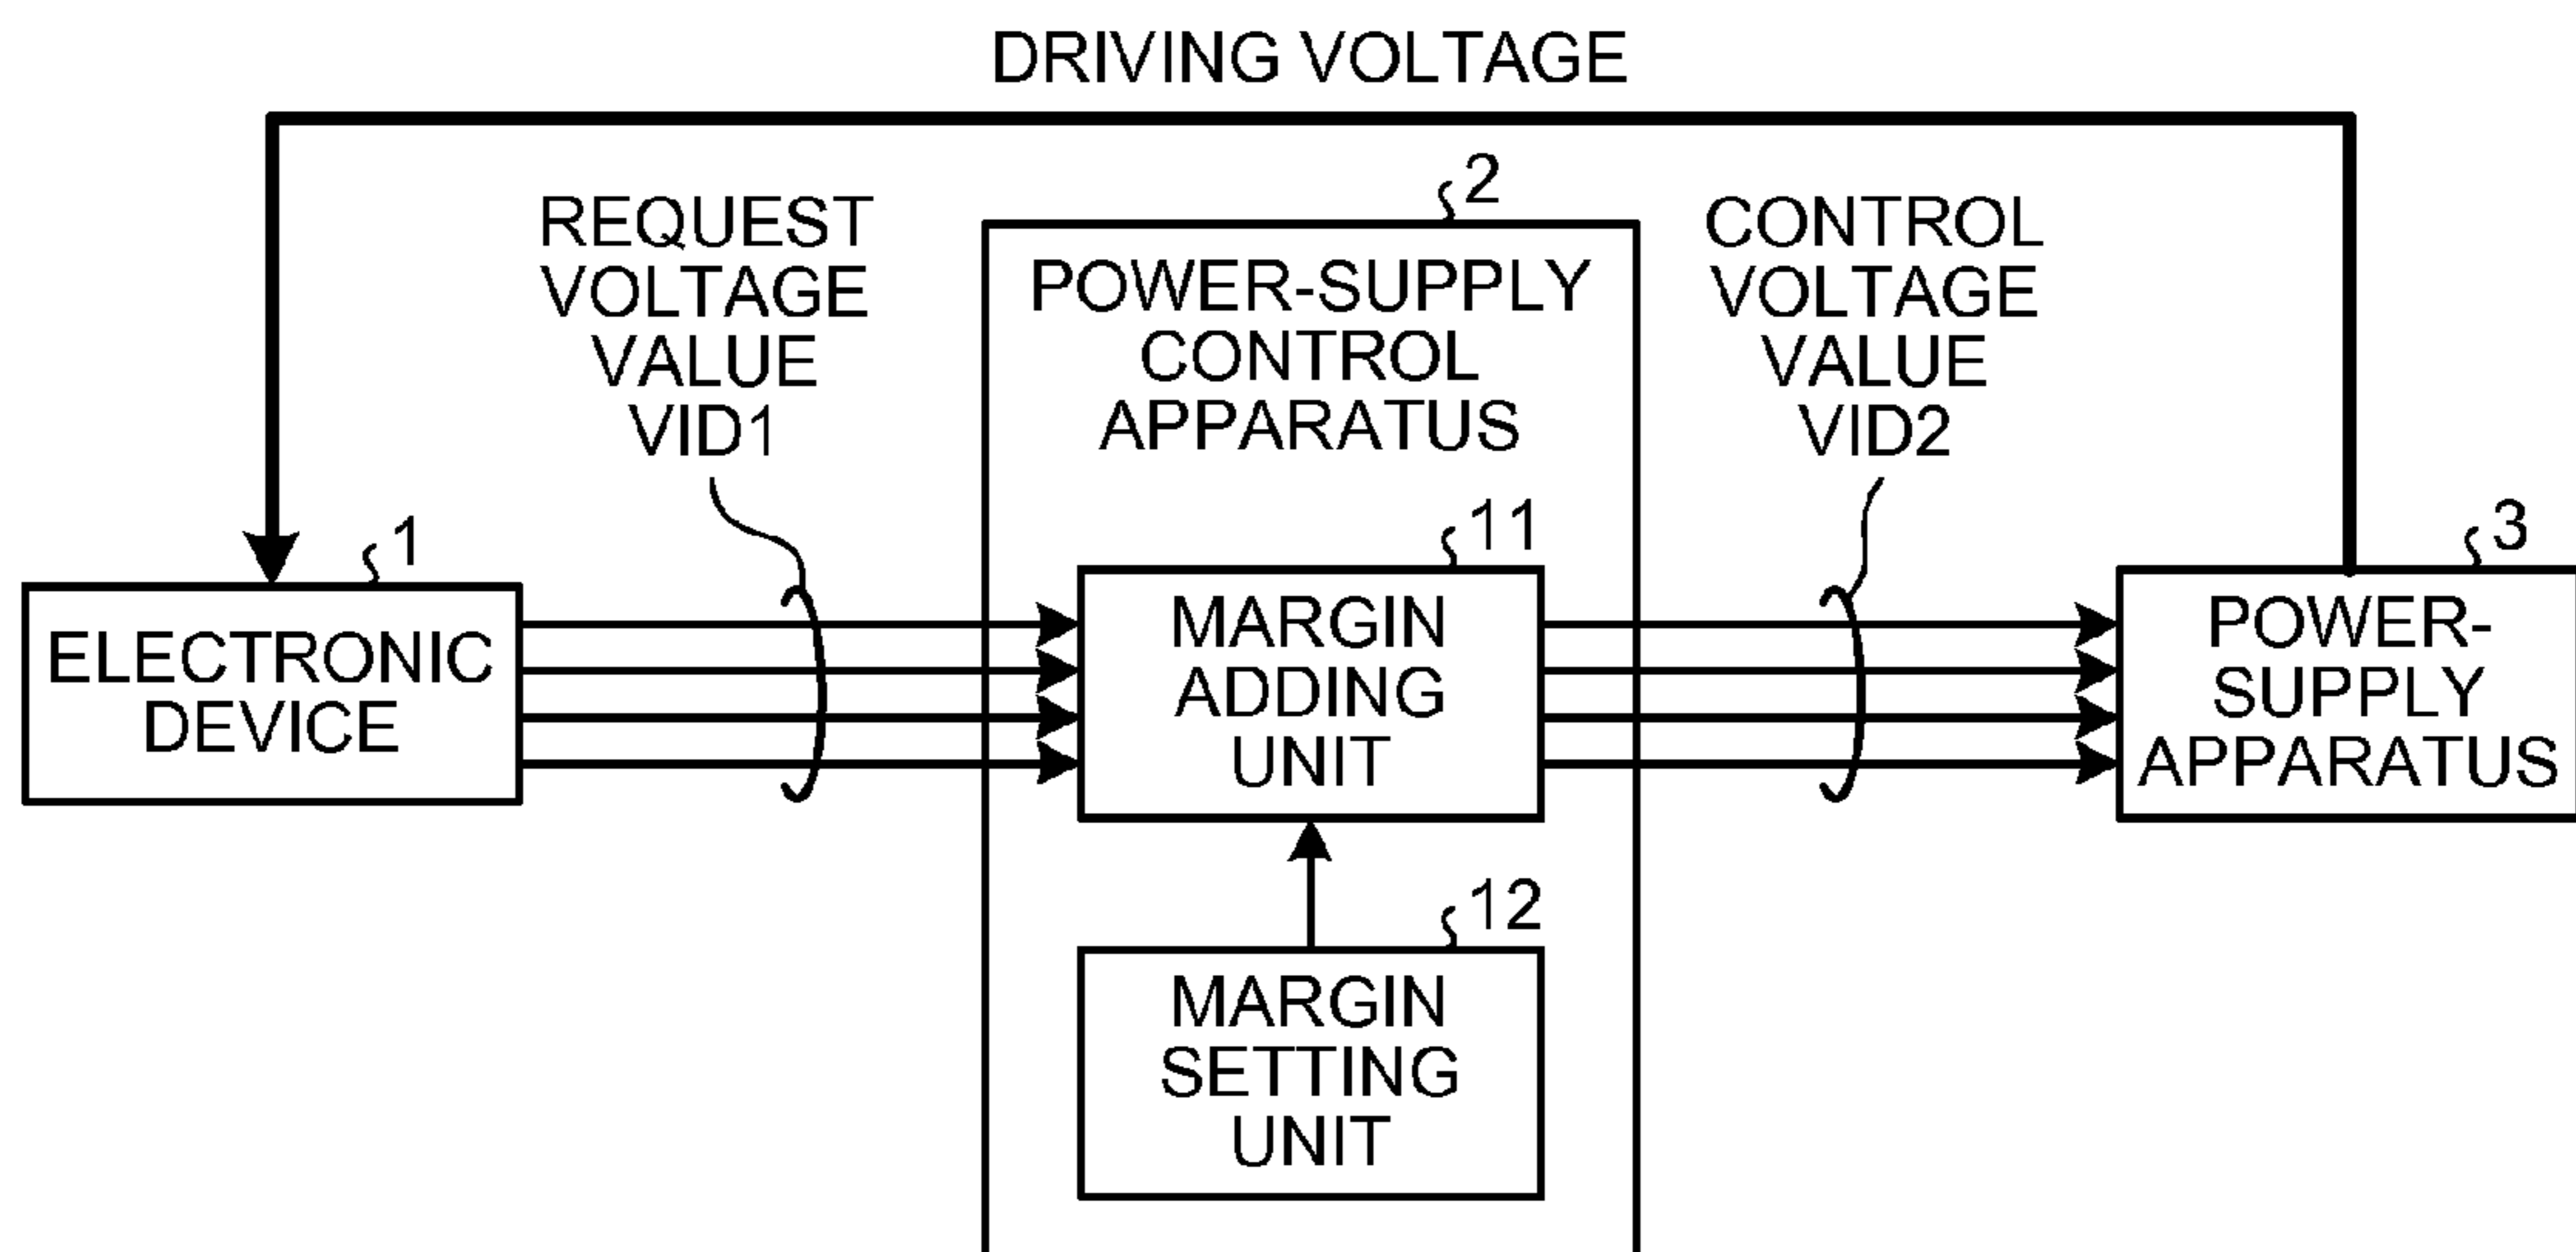 DRIVING VOLTAGE
REQUEST
VOLTAGE
VALUE
VID1
2
POWER-SUPPLY
CONTROL
APPARATUS
CONTROL
VOLTAGE
VALUE
VID2
1
ELECTRONIC
DEVICE
11
MARGIN
ADDING
UNIT
3
POWER-
SUPPLY
APPARATUS
12
MARGIN
SETTING
UNIT